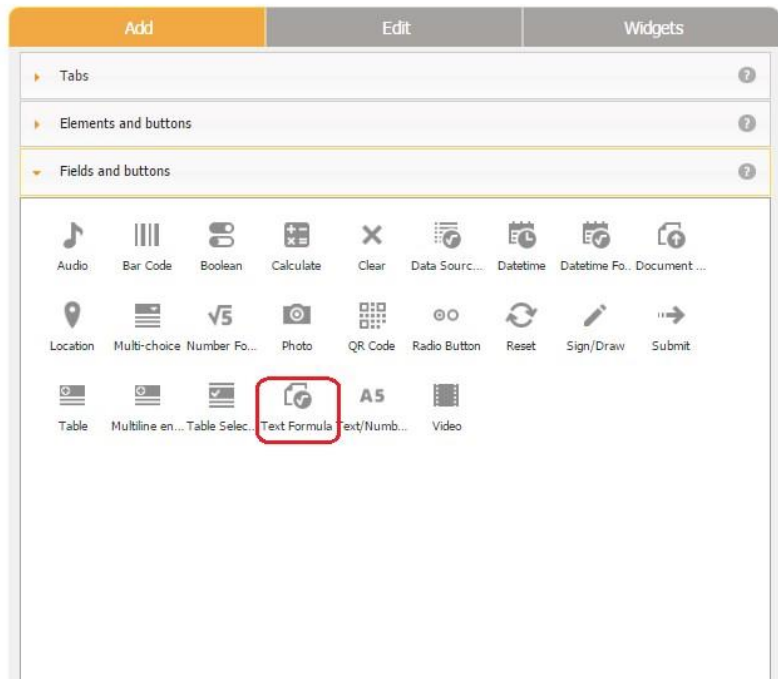 Add Edit Widgets
Tabs
Elements and buttons
Fields and buttons
Audio Bar Code Boolean Calculate Clear Data Sourc... Datetime Datetime Fo.. Document ...
√5
Location Multi-choice Number Fo... Photo QR Code Radio Button Reset Sign/Draw Submit
A5
Table Multiline en... Table Selec... Text Formula Text/Numb... Video